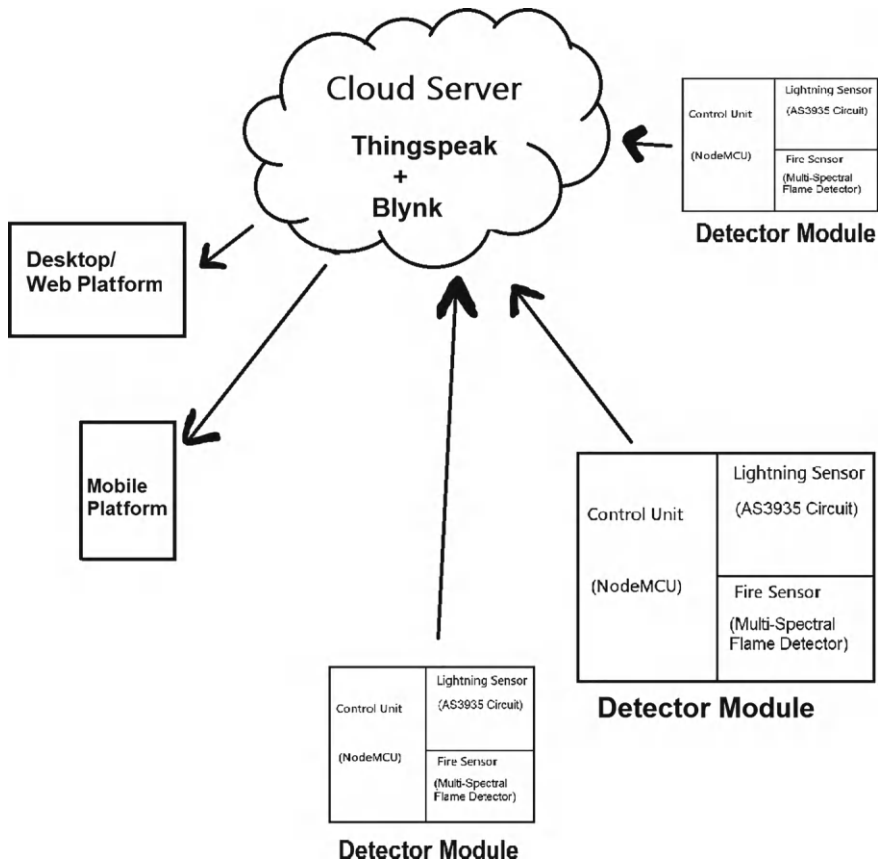 Cloud Server
Thingspeak
+
Blynk
Lightning Sensor
(AS3935 Circuit)
Control Unit
(NodeMCU)
Fire Sensor
(Multi-Spectral
Flame Detector)
Detector Module
Desktop/
Web Platform
Mobile
Platform
Lightning Sensor
(AS3935 Circuit)
Control Unit
(NodeMCU)
Fire Sensor
(Multi-Spectral
Flame Detector)
Detector Module
Lightning Sensor
(AS3935 Circuit)
Control Unit
(NodeMCU)
Fire Sensor
(Multi-Spectral
Flame Detector)
Detector Module